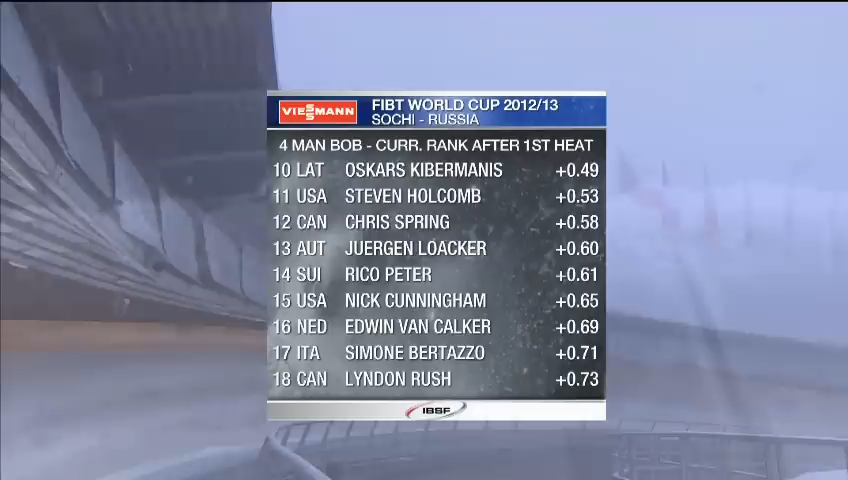 VIESSMANN
FIBT WORLD CUP 2012/13
SOCHI - RUSSIA
4 MAN BOB - CURR. RANK AFTER 1ST HEAT
10 LAT OSKARS KIBERMANIS +0.49
11 USA STEVEN HOLCOMB +0.53
12 CAN CHRIS SPRING +0.58
13 AUT JUERGEN LOACKER +0.60
14 SUI RICO PETER +0.61
15 USA NICK CUNNINGHAM +0.65
16 NED EDWIN VAN CALKER +0.69
17 ITA SIMONE BERTAZZO +0.71
18 CAN LYNDON RUSH +0.73
IBSF